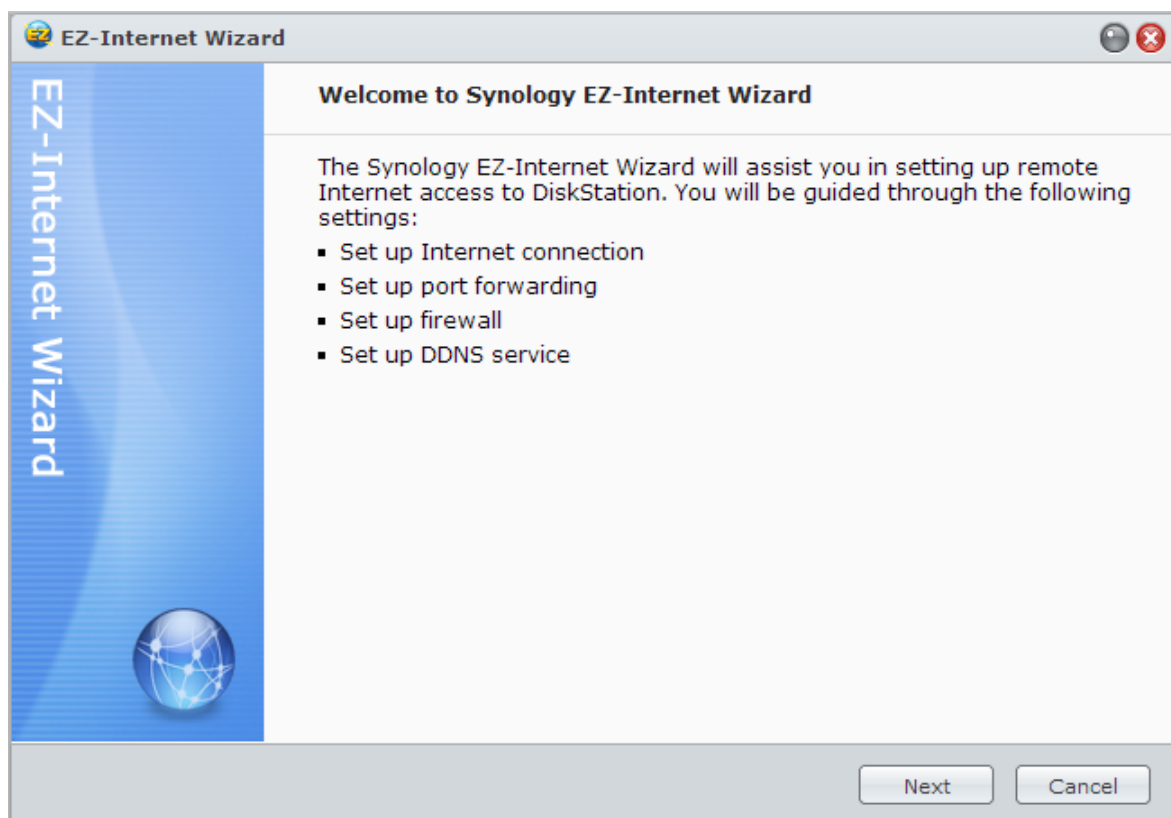 EZ-Internet Wizard
EZ-Internet Wizard
Welcome to Synology EZ-Internet Wizard
The Synology EZ-Internet Wizard will assist you in setting up remote
Internet access to DiskStation. You will be guided through the following
settings:
▪ Set up Internet connection
▪ Set up port forwarding
▪ Set up firewall
▪ Set up DDNS service
Next
Cancel